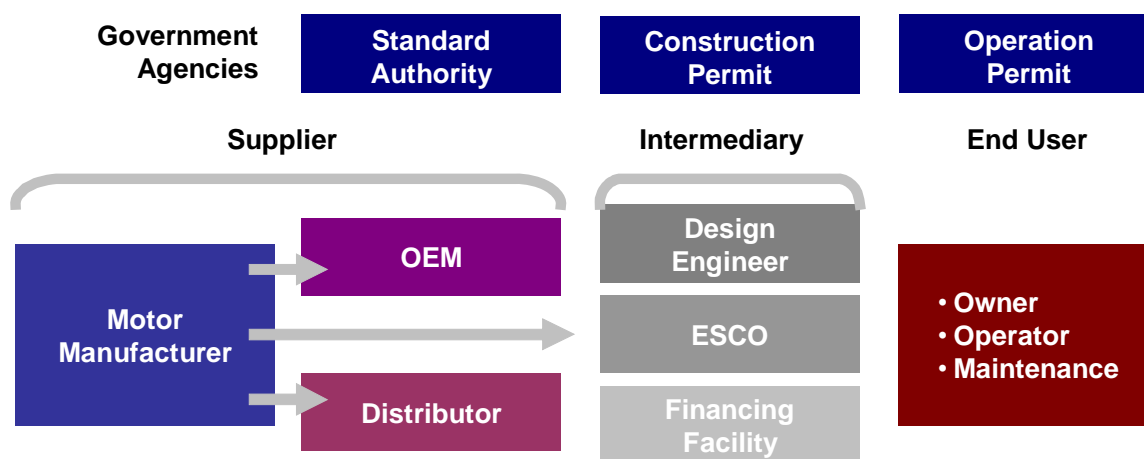 Government
Agencies
Standard
Authority
Construction
Permit
Operation
Permit
Supplier
Intermediary
End User
Motor
Manufacturer
OEM
Distributor
Design
Engineer
ESCO
Financing
Facility
• Owner
• Operator
• Maintenance